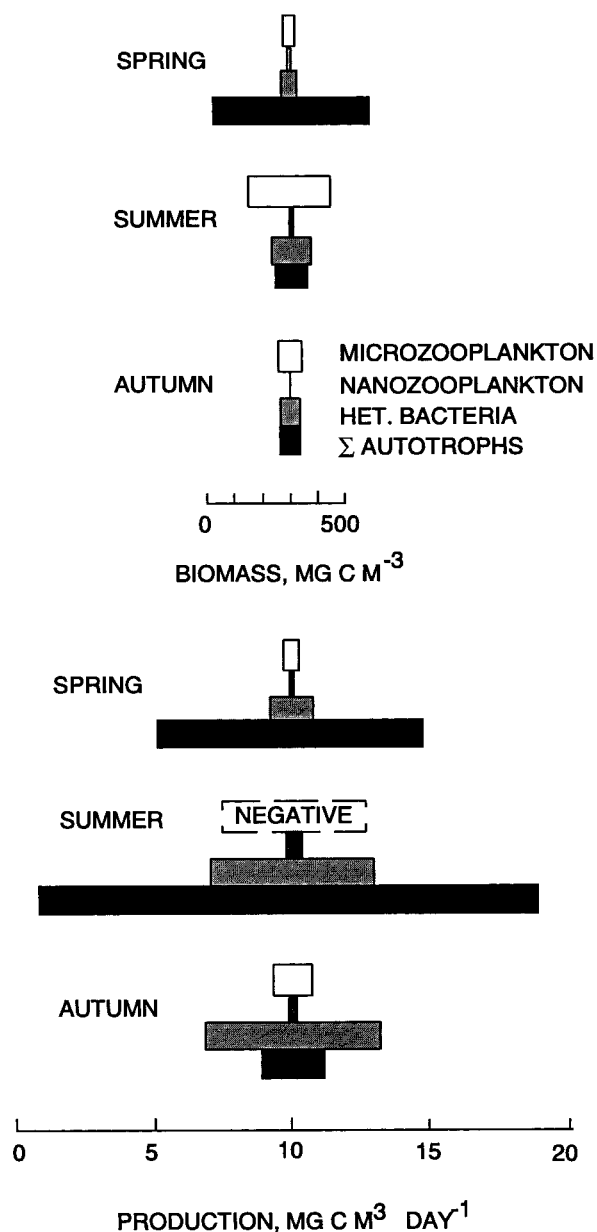 SPRING
SUMMER
AUTUMN
MICROZOOPLANKTON
NANOZOOPLANKTON
HET. BACTERIA
Σ AUTOTROPHS
0 500
BIOMASS, MG C M⁻³
SPRING
SUMMER
NEGATIVE
AUTUMN
0 5 10 15 20
PRODUCTION, MG C M³ DAY⁻¹